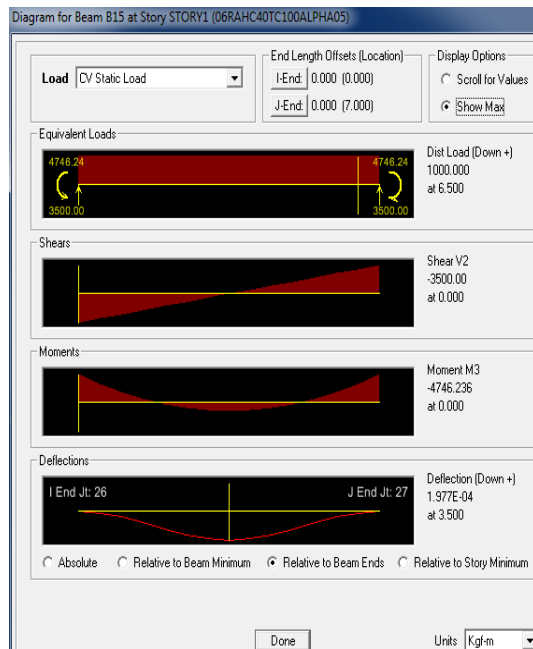 Diagram for Beam B15 at Story STORY1 (06RAHC40TC100ALPHA05)
Load CV Static Load
End Length Offsets (Location)
I-End: 0.000 (0.000)
J-End: 0.000 (7.000)
Display Options
Scroll for Values
Show Max
Equivalent Loads
4746.24 4746.24
3500.00 3500.00
Dist Load (Down +)
1000.000
at 6.500
Shears
Shear V2
-3500.00
at 0.000
Moments
Moment M3
-4746.236
at 0.000
Deflections
I End Jt: 26 J End Jt: 27
Deflection (Down +)
1.977E-04
at 3.500
Absolute Relative to Beam Minimum Relative to Beam Ends Relative to Story Minimum
Done Units Kgf-m